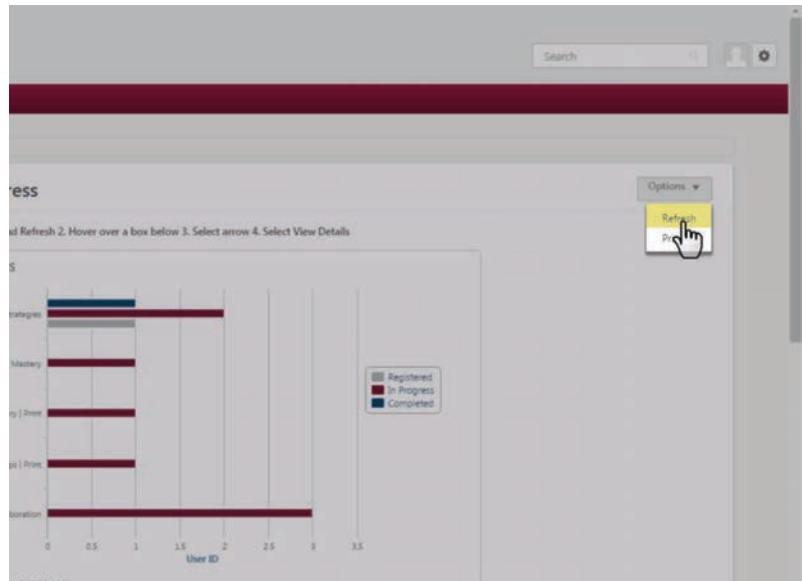 Search
ress
Options
Refresh
d Refresh 2. Hover over a box below 3. Select arrow 4. Select View Details
s
rategies
Mastery
y | Print
ps | Print
boration
Registered
In Progress
Completed
0 0.5 1 1.5 2 2.5 3 3.5
User ID